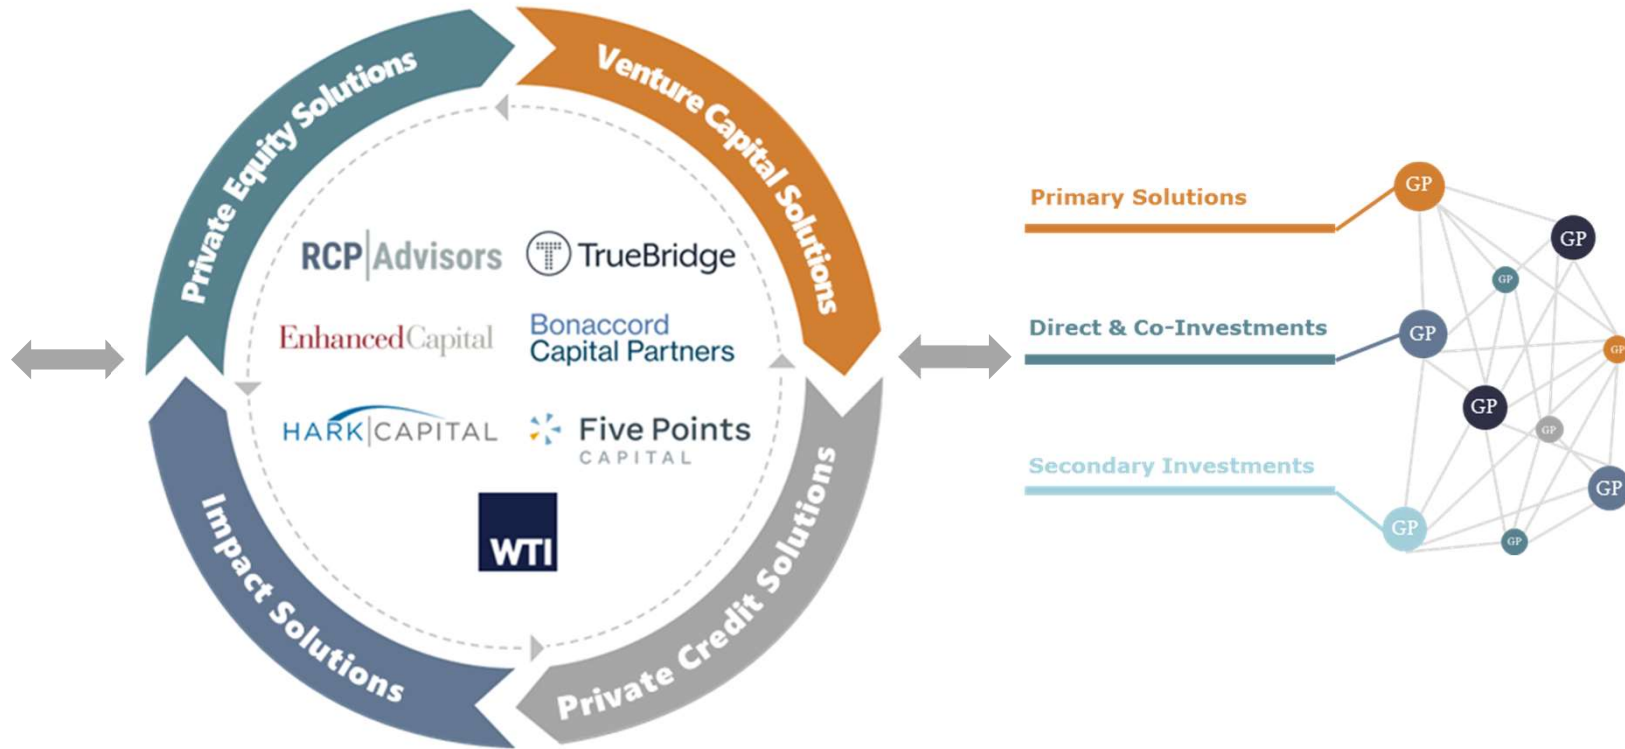 Private Equity Solutions
Venture Capital Solutions
RCP|Advisors
TrueBridge
EnhancedCapital
Bonaccord
Capital Partners
HARK|CAPITAL
Five Points
CAPITAL
WTI
Impact Solutions
Private Credit Solutions
Primary Solutions
Direct & Co-Investments
Secondary Investments
GP
GP
GP
GP
GP
GP
GP
GP
GP
GP